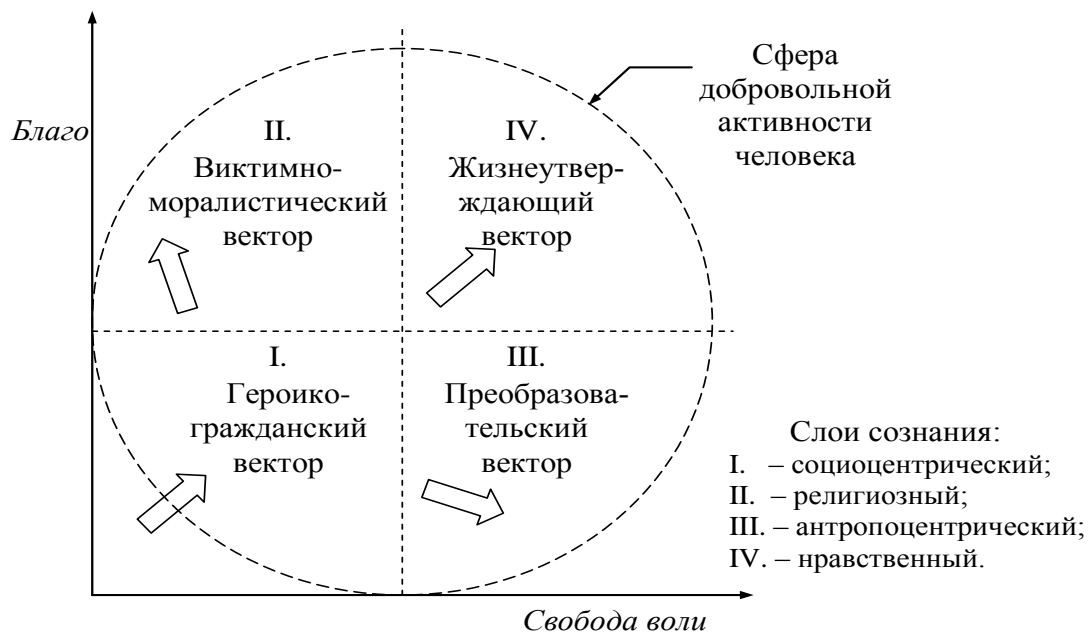 Благо
II.
Виктимно-
моралистический
вектор
IV.
Жизнеутвер-
ждающий
вектор
Сфера
добровольной
активности
человека
I.
Героико-
гражданский
вектор
III.
Преобразова-
тельский
вектор
Слои сознания:
I. – социоцентрический;
II. – религиозный;
III. – антропоцентрический;
IV. – нравственный.
Свобода воли